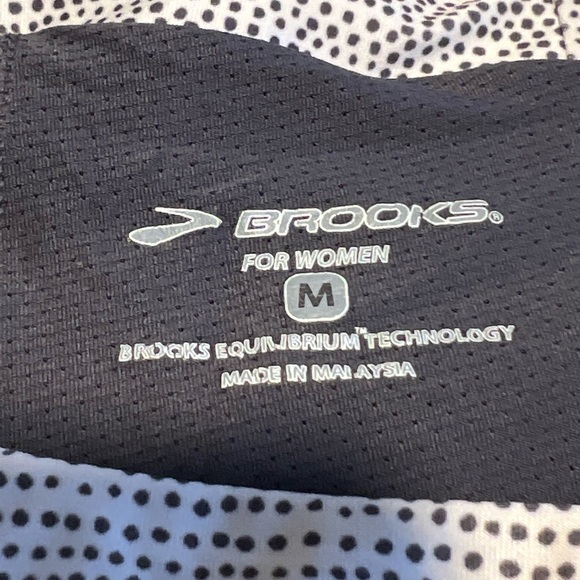 BROOKS®
FOR WOMEN
M
BROOKS EQUILIBRIUM™ TECHNOLOGY
MADE IN MALAYSIA